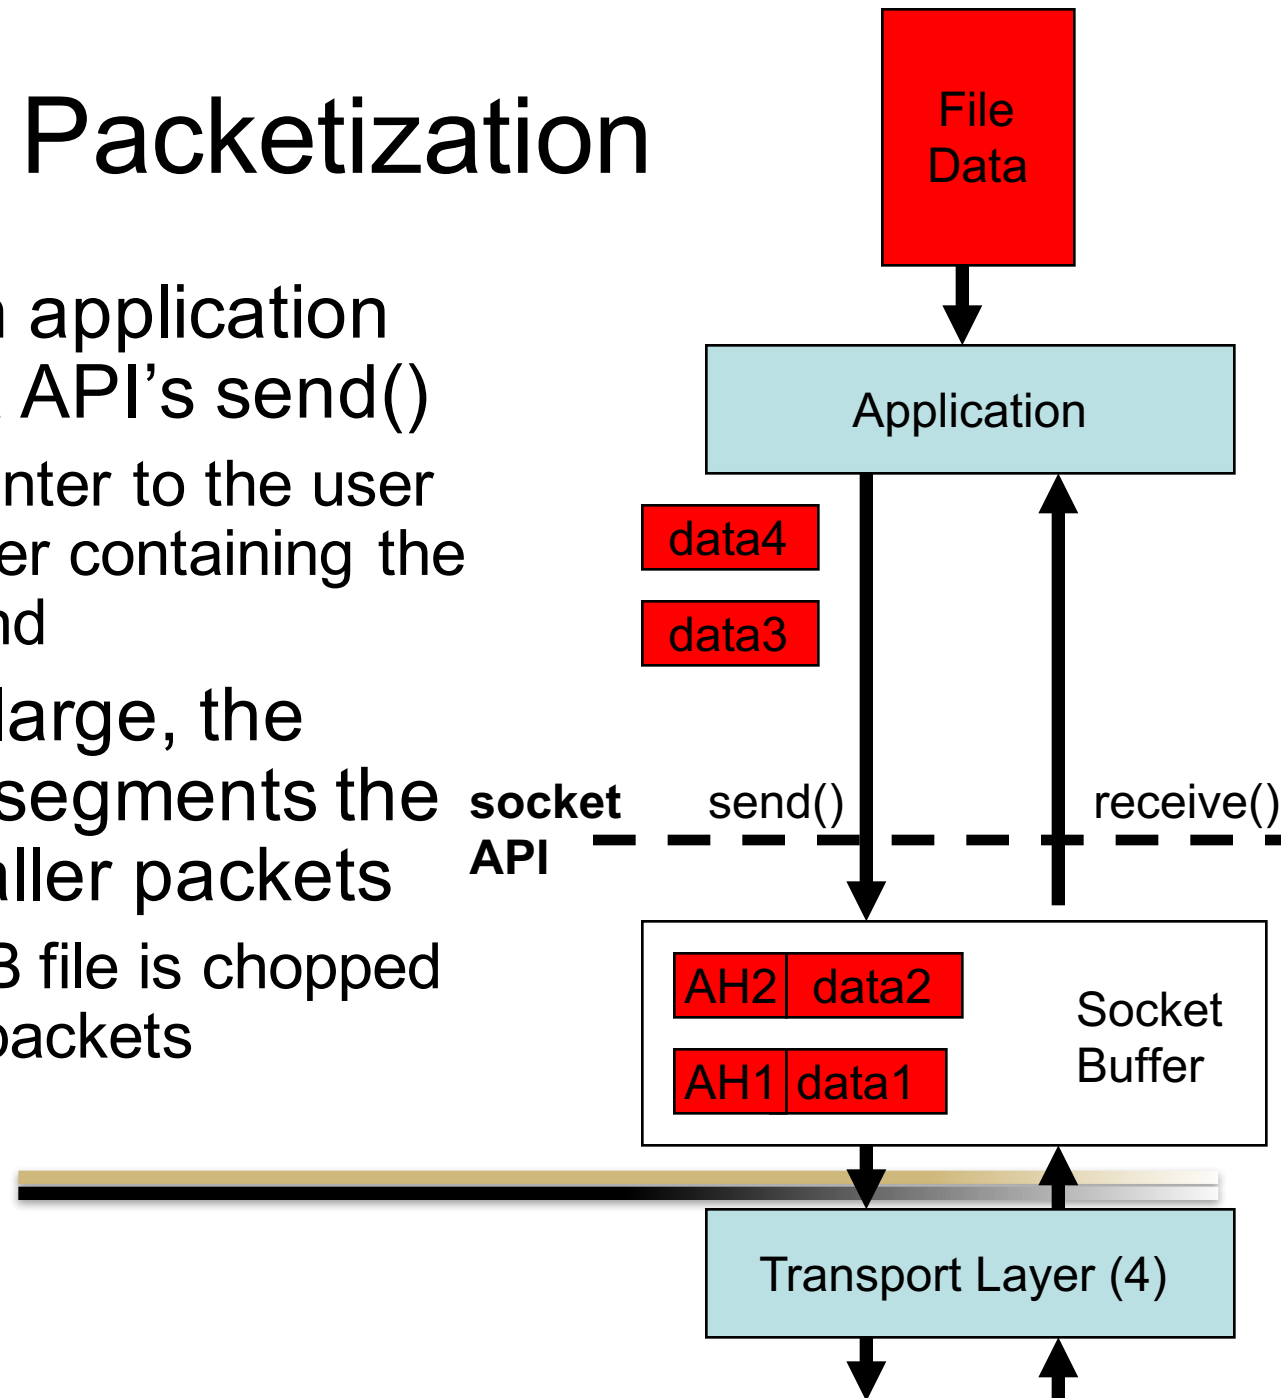 Packetization
application
API's send()
nter to the user
er containing the
nd
large, the
segments the
aller packets
B file is chopped
packets
File
Data
Application
data4
data3
socket
API
send()
receive()
AH2 data2
AH1 data1
Socket
Buffer
Transport Layer (4)